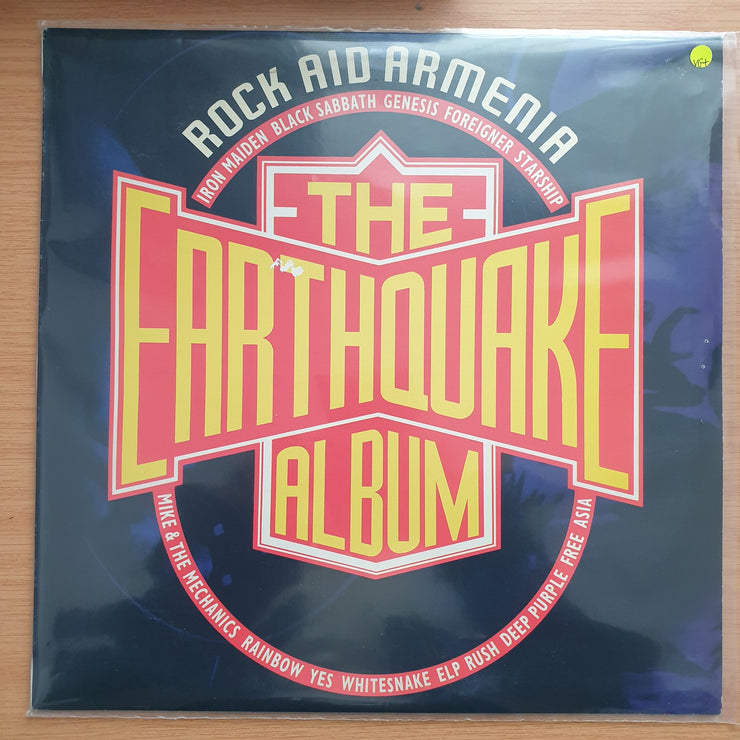 ROCK AID ARMENIA
IRON MAIDEN BLACK SABBATH GENESIS FOREIGNER STARSHIP
THE
EARTHQUAKE
ALBUM
MIKE & THE MECHANICS RAINBOW YES WHITESNAKE ELP RUSH DEEP PURPLE FREE ASIA